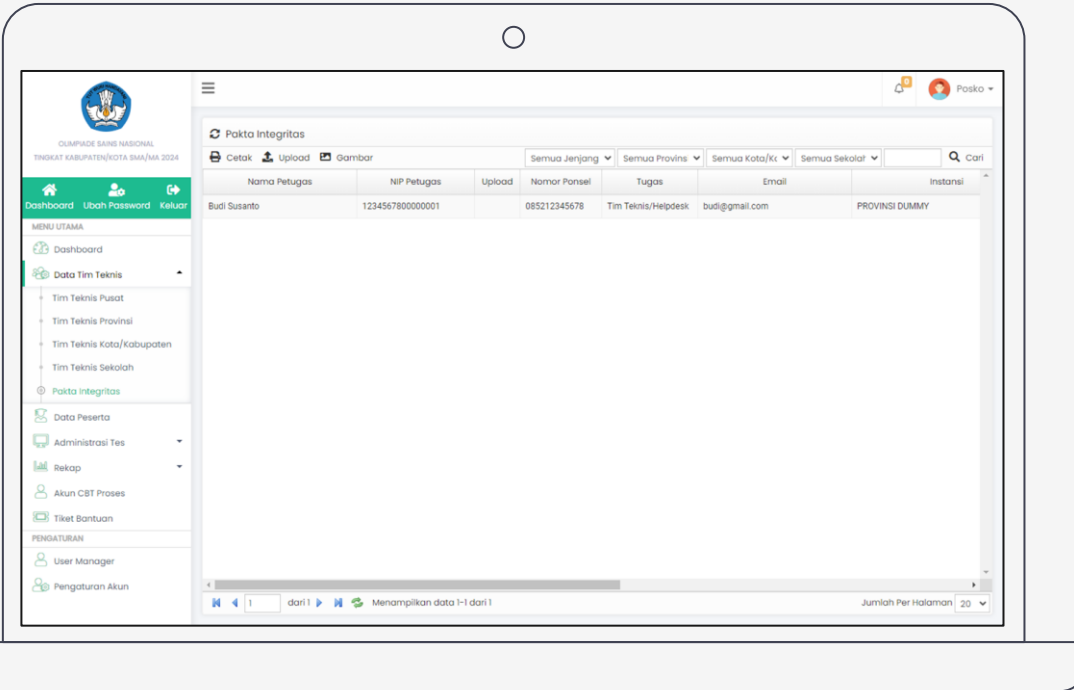 OLIMPIADE SAINS NASIONAL
TINGKAT KABUPATEN/KOTA SMA/MA 2024
Dashboard Ubah Password Keluar
MENU UTAMA
Dashboard
Data Tim Teknis
Tim Teknis Pusat
Tim Teknis Provinsi
Tim Teknis Kota/Kabupaten
Tim Teknis Sekolah
Pakta Integritas
Data Peserta
Administrasi Tes
Rekap
Akun CBT Proses
Tiket Bantuan
PENGATURAN
User Manager
Pengaturan Akun
Posko
Pakta Integritas
Cetak Upload Gambar Semua Jenjang Semua Provins Semua Kota/Kc Semua Sekolat Cari
Nama Petugas NIP Petugas Upload Nomor Ponsel Tugas Email Instansi
Budi Susanto 1234567800000001 085212345678 Tim Teknis/Helpdesk budi@gmail.com PROVINSI DUMMY
1 dari 1 Menampilkan data 1-1 dari 1 Jumlah Per Halaman 20